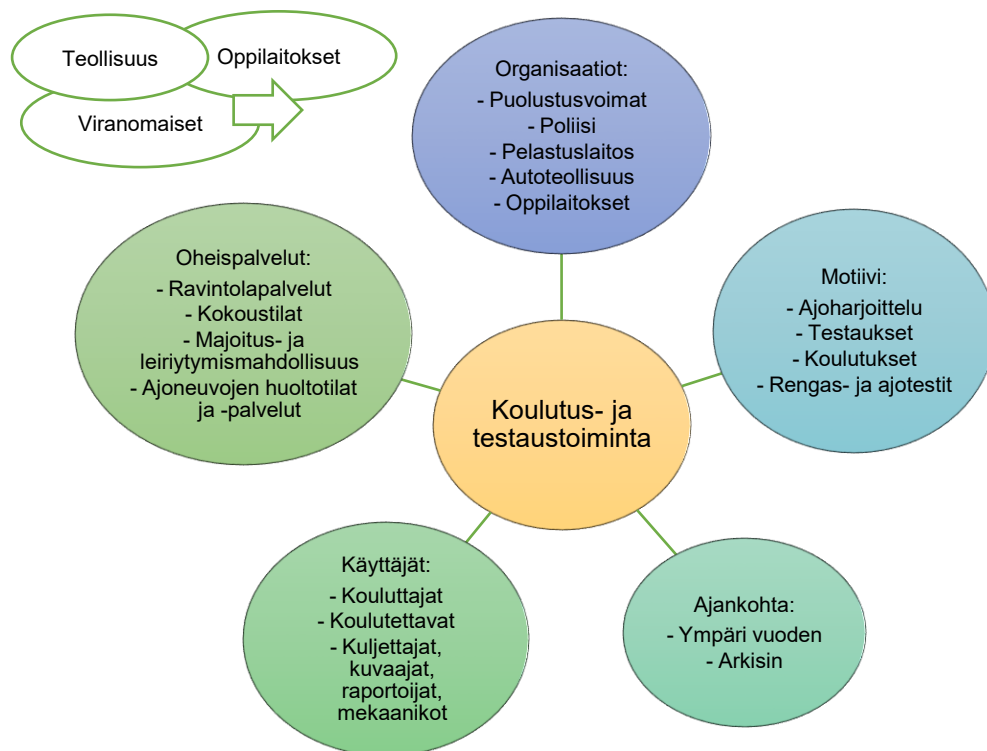 Teollisuus
Oppilaitokset
Viranomaiset
Organisaatiot:
- Puolustusvoimat
- Poliisi
- Pelastuslaitos
- Autoteollisuus
- Oppilaitokset
Oheispalvelut:
- Ravintolapalvelut
- Kokoustilat
- Majoitus- ja
leiriytymismahdollisuus
- Ajoneuvojen huoltotilat
ja -palvelut
Motiivi:
- Ajoharjoittelu
- Testaukset
- Koulutukset
- Rengas- ja ajotestit
Koulutus- ja
testaustoiminta
Käyttäjät:
- Kouluttajat
- Koulutettavat
- Kuljettajat,
kuvaajat,
raportoijat,
mekaanikot
Ajankohta:
- Ympäri vuoden
- Arkisin